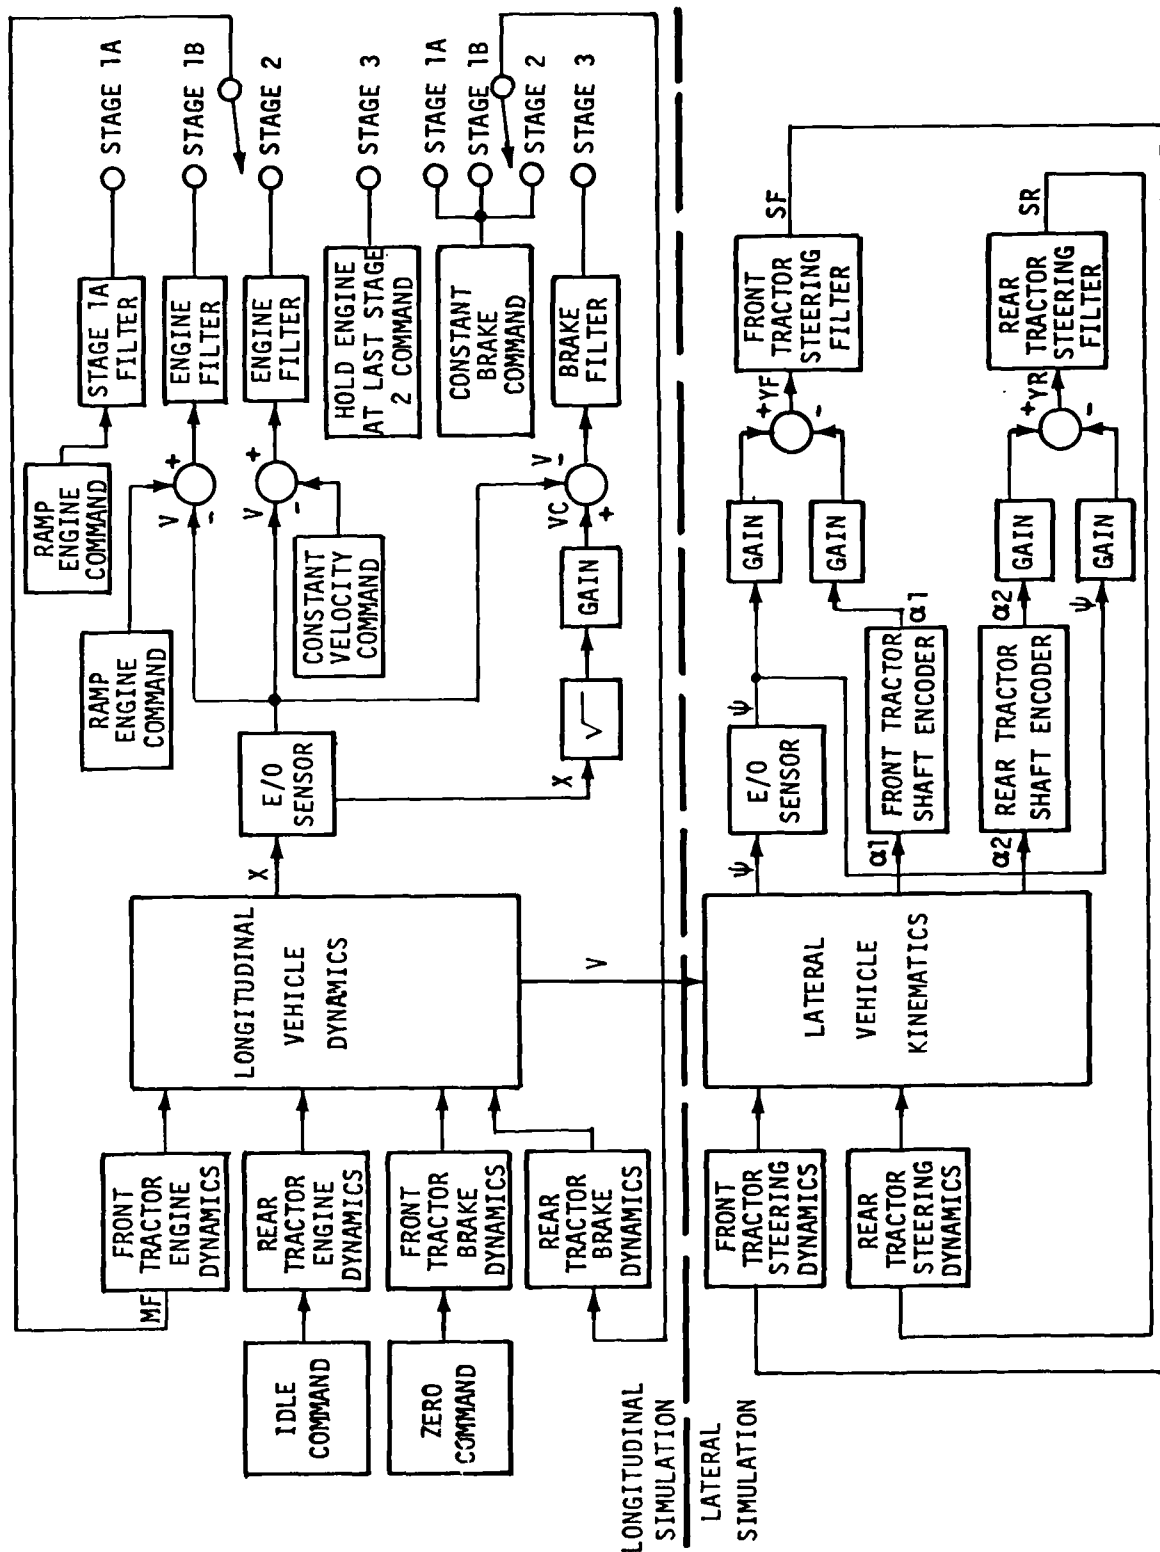 LONGITUDINAL
SIMULATION
LATERAL
SIMULATION
IDLE
COMMAND
ZERO
COMMAND
MF
FRONT
TRACTOR
ENGINE
DYNAMICS
REAR
TRACTOR
ENGINE
DYNAMICS
FRONT
TRACTOR
BRAKE
DYNAMICS
REAR
TRACTOR
BRAKE
DYNAMICS
LONGITUDINAL
VEHICLE
DYNAMICS
X
V
E/O
SENSOR
X
√
GAIN
VC
+
V
-
RAMP
ENGINE
COMMAND
RAMP
ENGINE
COMMAND
V
+
-
V
+
-
CONSTANT
VELOCITY
COMMAND
STAGE 1A
FILTER
ENGINE
FILTER
ENGINE
FILTER
HOLD ENGINE
AT LAST STAGE
2 COMMAND
CONSTANT
BRAKE
COMMAND
BRAKE
FILTER
STAGE 1A
STAGE 1B
STAGE 2
STAGE 3
STAGE 1A
STAGE 1B
STAGE 2
STAGE 3
FRONT
TRACTOR
STEERING
DYNAMICS
REAR
TRACTOR
STEERING
DYNAMICS
LATERAL
VEHICLE
KINEMATICS
ψ
α1
α2
E/O
SENSOR
ψ
FRONT TRACTOR
SHAFT ENCODER
α1
REAR TRACTOR
SHAFT ENCODER
α2
ψ
GAIN
GAIN
GAIN
GAIN
+YF
-
+YR
-
FRONT
TRACTOR
STEERING
FILTER
SF
REAR
TRACTOR
STEERING
FILTER
SR